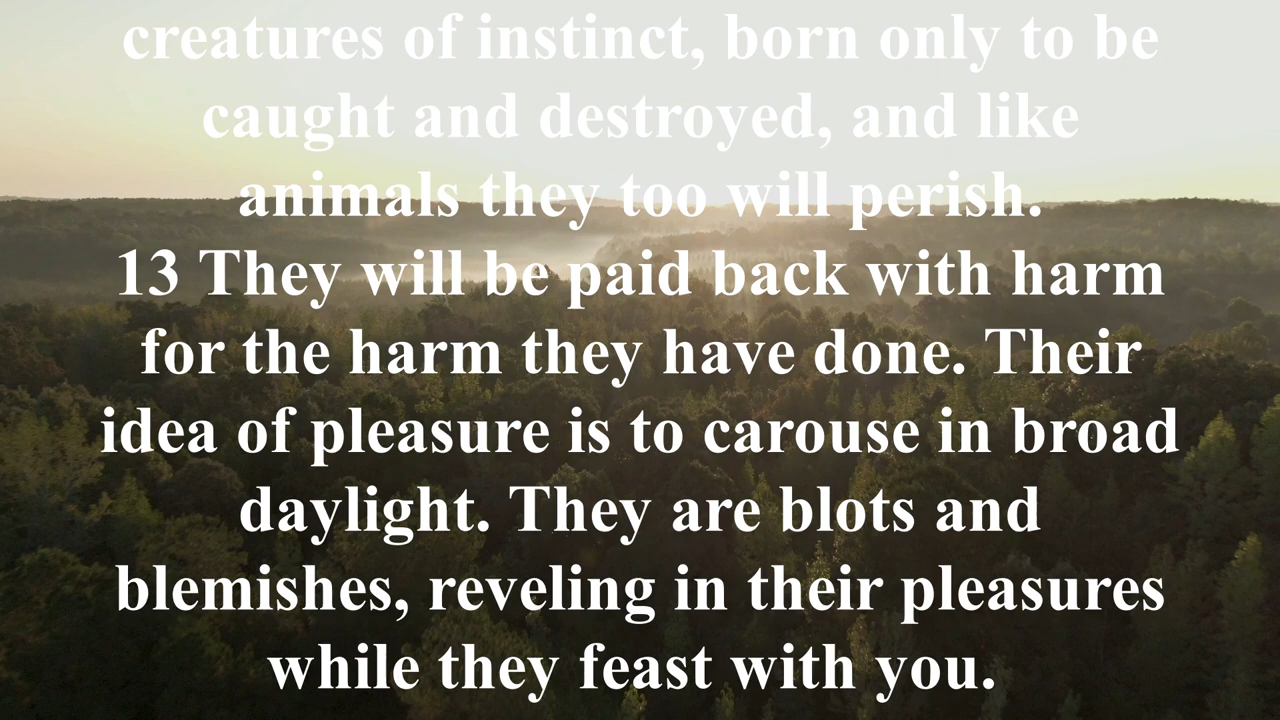 creatures of instinct, born only to be
caught and destroyed, and like
animals they too will perish.
13 They will be paid back with harm
for the harm they have done. Their
idea of pleasure is to carouse in broad
daylight. They are blots and
blemishes, reveling in their pleasures
while they feast with you.